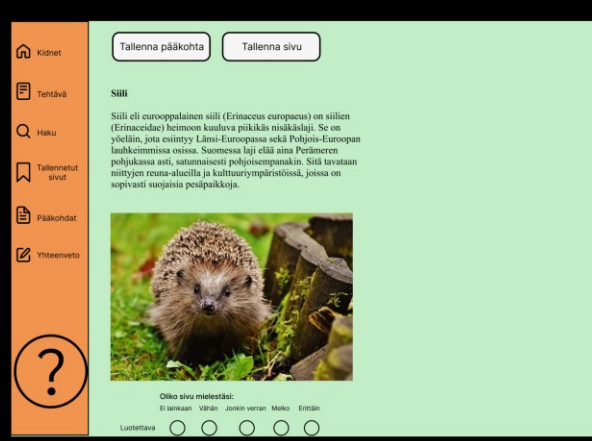 Kidnet
Tehtävä
Haku
Tallennetut
sivut
Pääkohdat
Yhteenveto
?
Tallenna pääkohta
Tallenna sivu
Siili
Siili eli eurooppalainen siili (Erinaceus europaeus) on siilien
(Erinaceidae) heimoon kuuluva piikikäs nisäkäslaji. Se on
yöeläin, jota esiintyy Länsi-Euroopassa sekä Pohjois-Euroopan
lauhkeimmissa osissa. Suomessa laji elää aina Perämeren
pohjukassa asti, satunnaisesti pohjoisempanakin. Sitä tavataan
niittyjen reuna-alueilla ja kulttuuriympäristöissä, joissa on
sopivasti suojaisia pesäpaikkoja.
Oliko sivu mielestäsi:
Ei lainkaan Vähän Jonkin verran Melko Erittäin
Luotettava